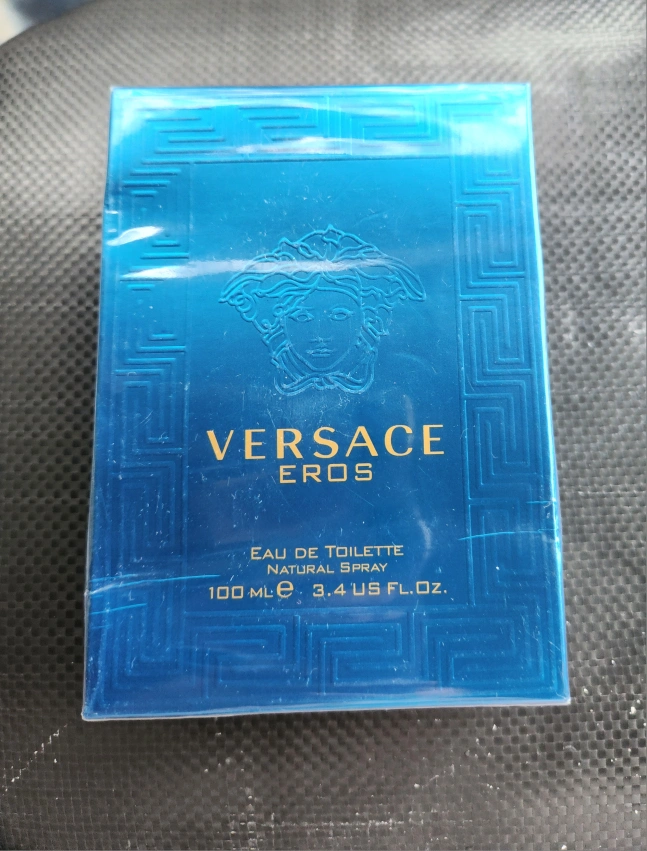 VERSACE
EROS
EAU DE TOILETTE
NATURAL SPRAY
100 ML ℮ 3.4 US FL.OZ.